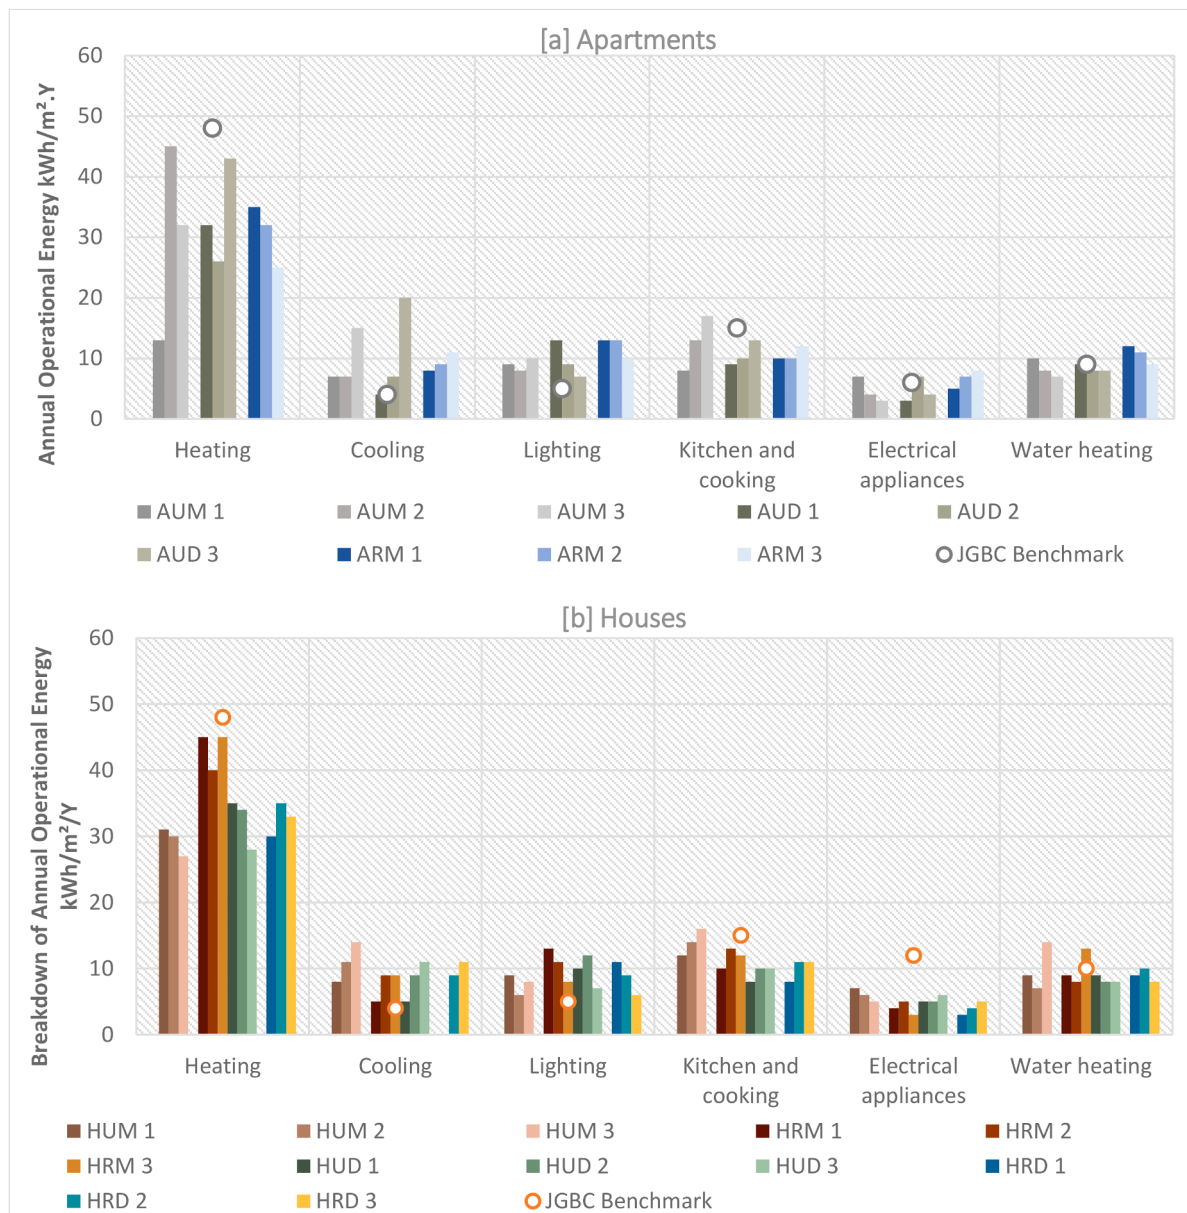 [a] Apartments
Annual Operational Energy kWh/m².Y
60
50
40
30
20
10
0
Heating
Cooling
Lighting
Kitchen and
cooking
Electrical
appliances
Water heating
AUM 1
AUM 2
AUM 3
AUD 1
AUD 2
AUD 3
ARM 1
ARM 2
ARM 3
JGBC Benchmark
[b] Houses
Breakdown of Annual Operational Energy
kWh/m²/Y
60
50
40
30
20
10
0
Heating
Cooling
Lighting
Kitchen and
cooking
Electrical
appliances
Water heating
HUM 1
HUM 2
HUM 3
HRM 1
HRM 2
HRM 3
HUD 1
HUD 2
HUD 3
HRD 1
HRD 2
HRD 3
JGBC Benchmark